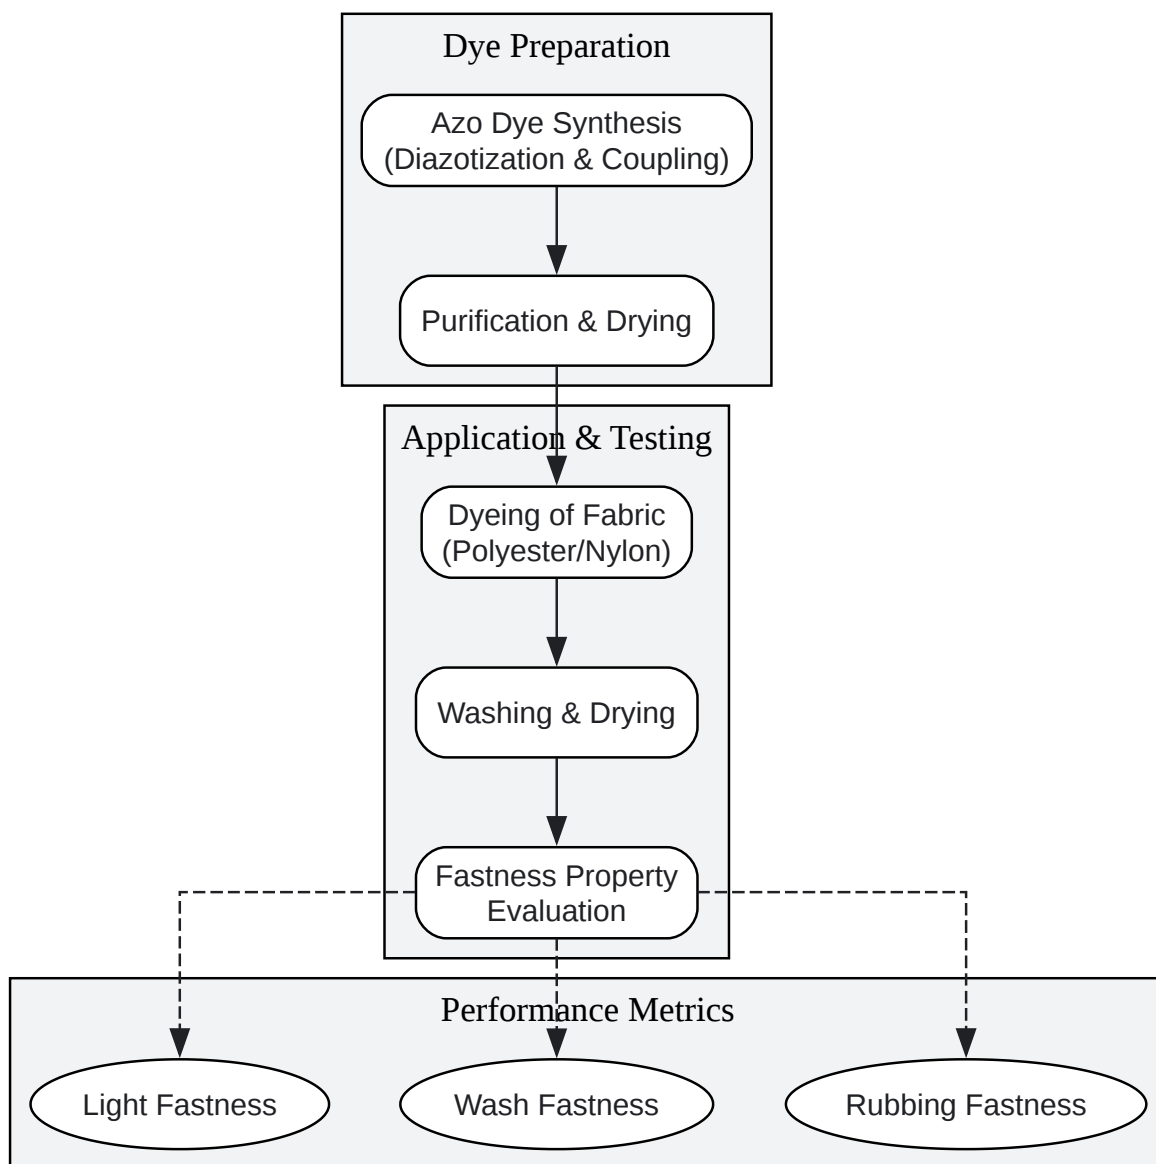 Dye Preparation
Azo Dye Synthesis
(Diazotization & Coupling)
Purification & Drying
Application & Testing
Dyeing of Fabric
(Polyester/Nylon)
Washing & Drying
Fastness Property
Evaluation
Performance Metrics
Light Fastness
Wash Fastness
Rubbing Fastness